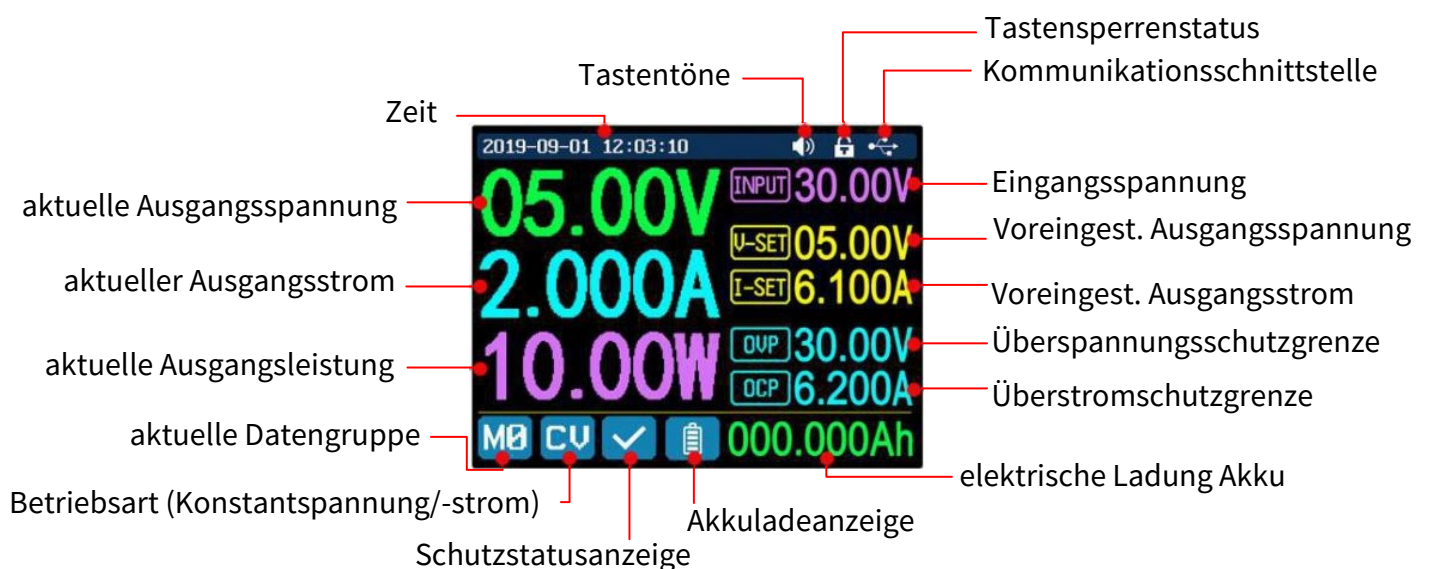 Tastensperrenstatus
Tastentöne
Kommunikationsschnittstelle
Zeit
2019-09-01 12:03:10
aktuelle Ausgangsspannung
05.00V
INPUT 30.00V
Eingangsspannung
V-SET 05.00V
Voreingest. Ausgangsspannung
aktueller Ausgangsstrom
2.000A
I-SET 6.100A
Voreingest. Ausgangsstrom
aktuelle Ausgangsleistung
10.00W
OVP 30.00V
Überspannungsschutzgrenze
OCP 6.200A
Überstromschutzgrenze
aktuelle Datengruppe
M0 CV 000.000Ah
elektrische Ladung Akku
Betriebsart (Konstantspannung/-strom)
Akkuladeanzeige
Schutzstatusanzeige